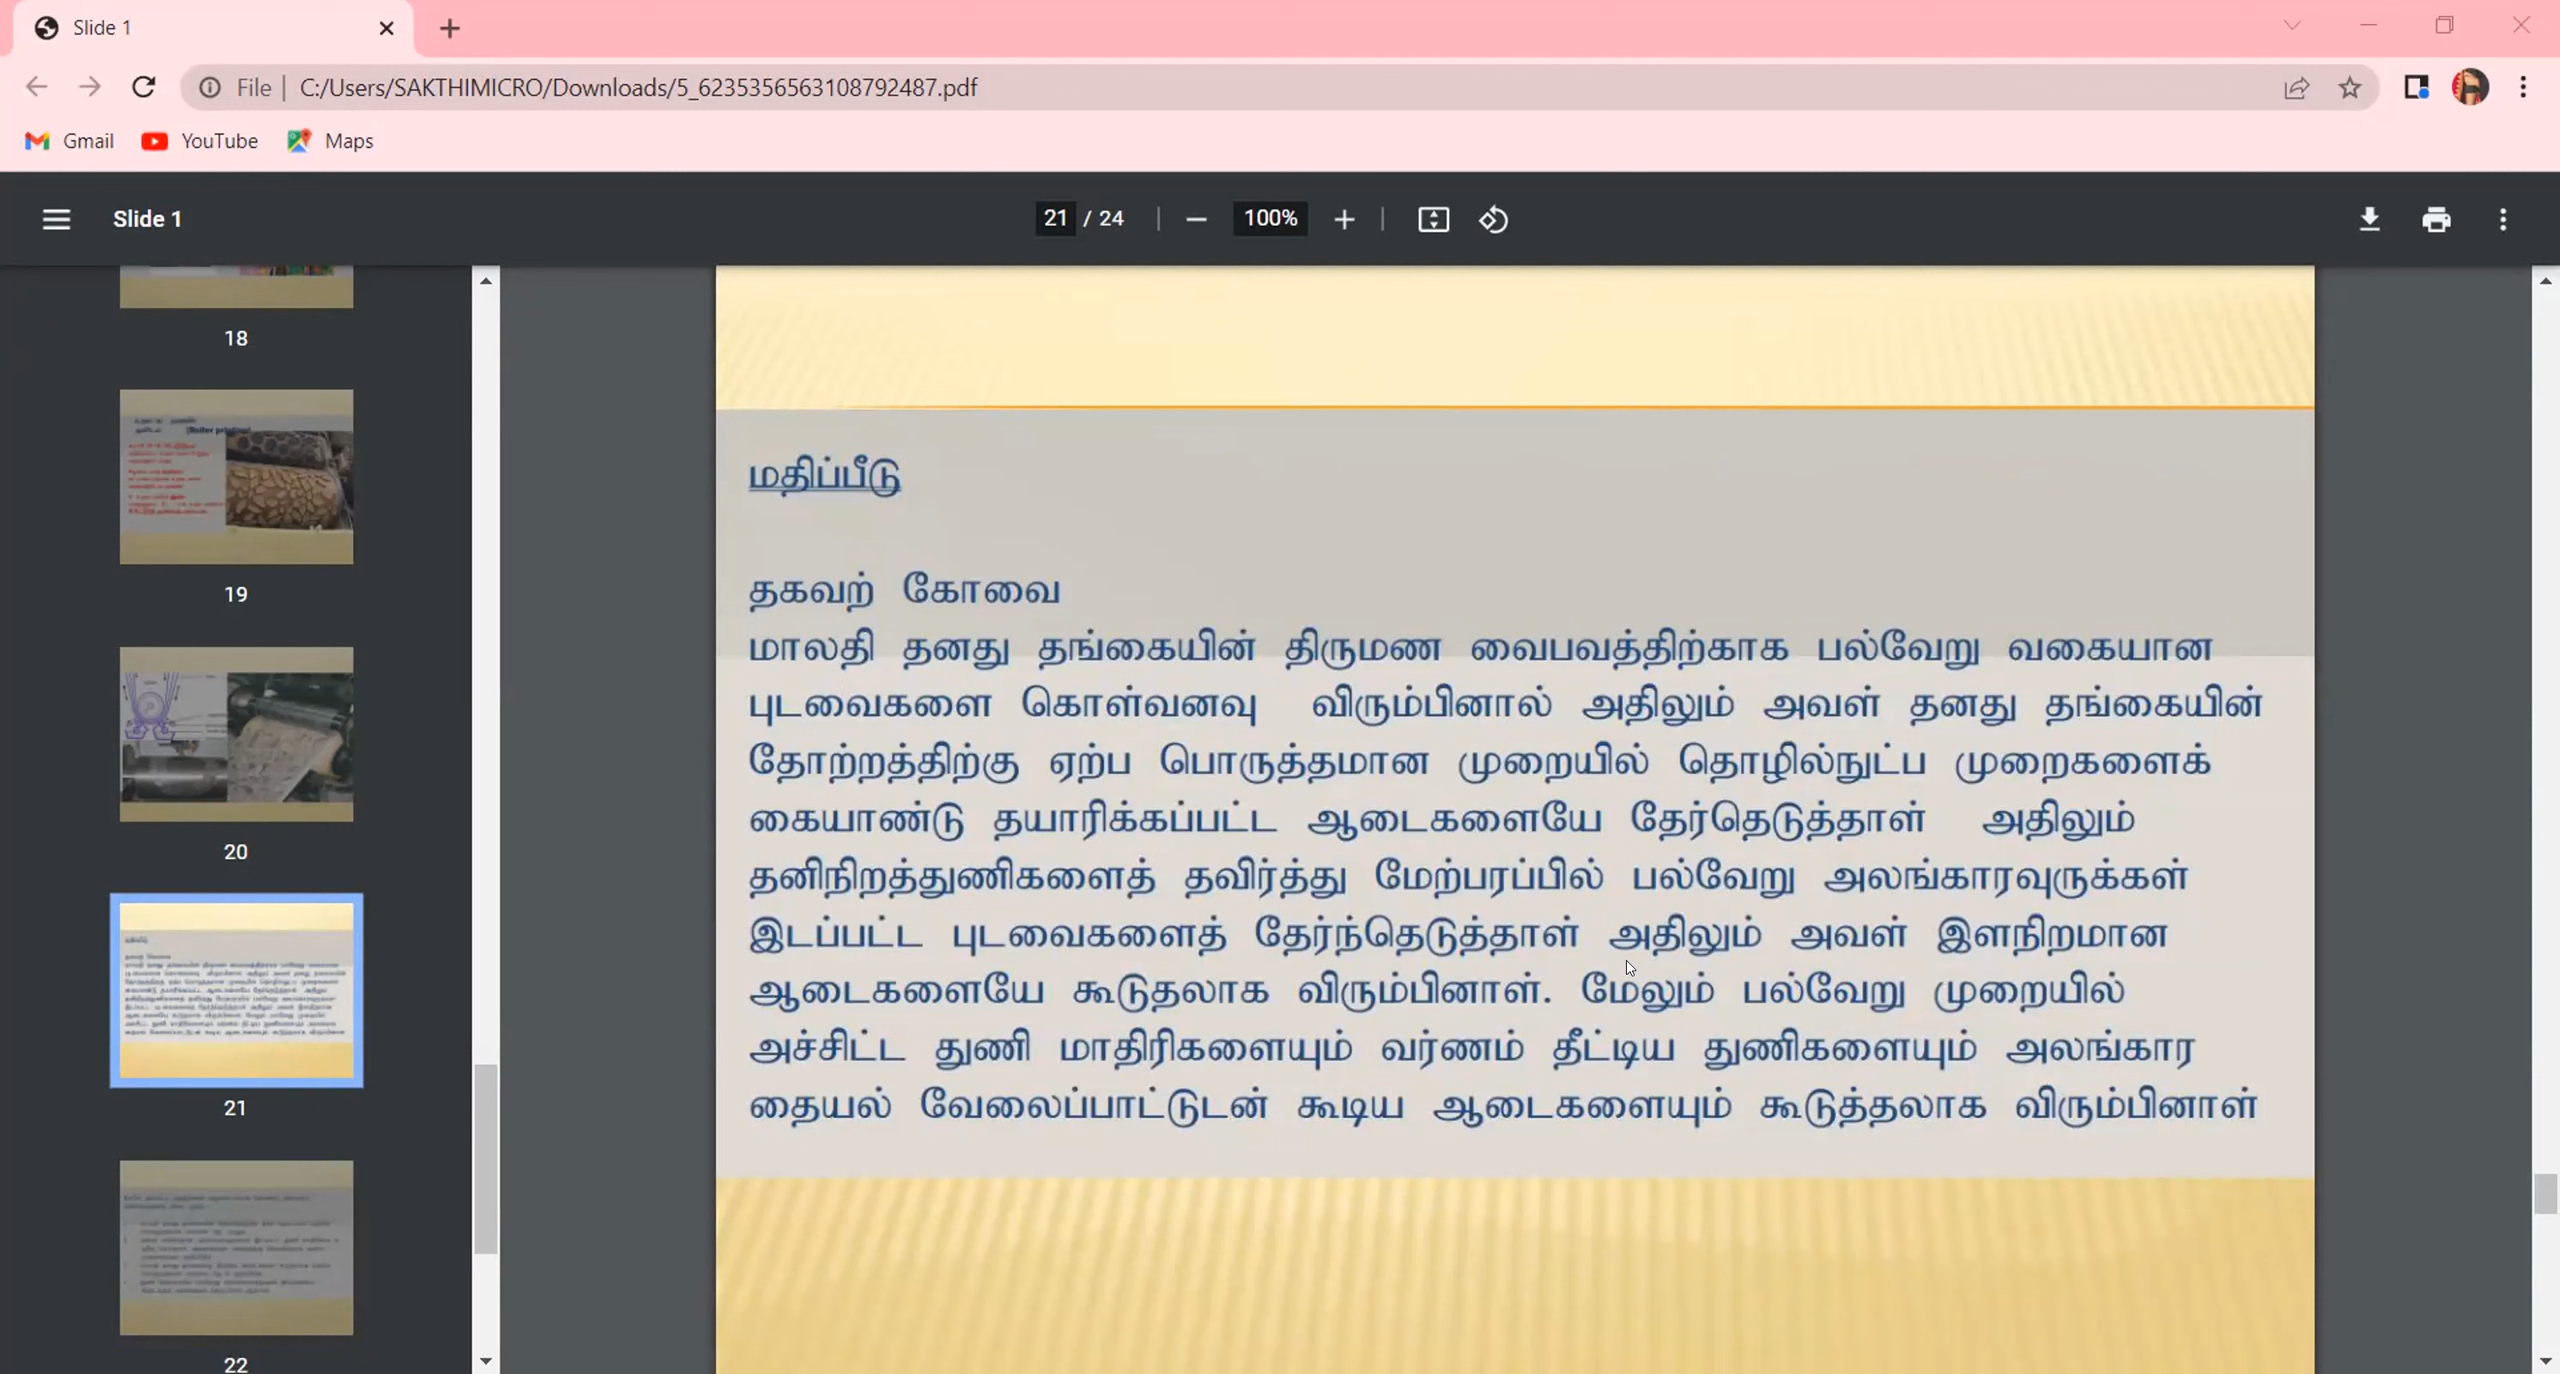 Slide 1
File | C:/Users/SAKTHIMICRO/Downloads/5_6235356563108792487.pdf
Gmail YouTube Maps
Slide 1 21 / 24 100%
18
19
20
21
22
மதிப்பீடு
தகவற் கோவை
மாலதி தனது தங்கையின் திருமண வைபவத்திற்காக பல்வேறு வகையான
புடவைகளை கொள்வனவு விரும்பினால் அதிலும் அவள் தனது தங்கையின்
தோற்றத்திற்கு ஏற்ப பொருத்தமான முறையில் தொழில்நுட்ப முறைகளைக்
கையாண்டு தயாரிக்கப்பட்ட ஆடைகளையே தேர்தெடுத்தாள் அதிலும்
தனிநிறத்துணிகளைத் தவிர்த்து மேற்பரப்பில் பல்வேறு அலங்காரவுருக்கள்
இடப்பட்ட புடவைகளைத் தேர்ந்தெடுத்தாள் அதிலும் அவள் இளநிறமான
ஆடைகளையே கூடுதலாக விரும்பினாள். மேலும் பல்வேறு முறையில்
அச்சிட்ட துணி மாதிரிகளையும் வர்ணம் தீட்டிய துணிகளையும் அலங்கார
தையல் வேலைப்பாட்டுடன் கூடிய ஆடைகளையும் கூடுத்தலாக விரும்பினாள்